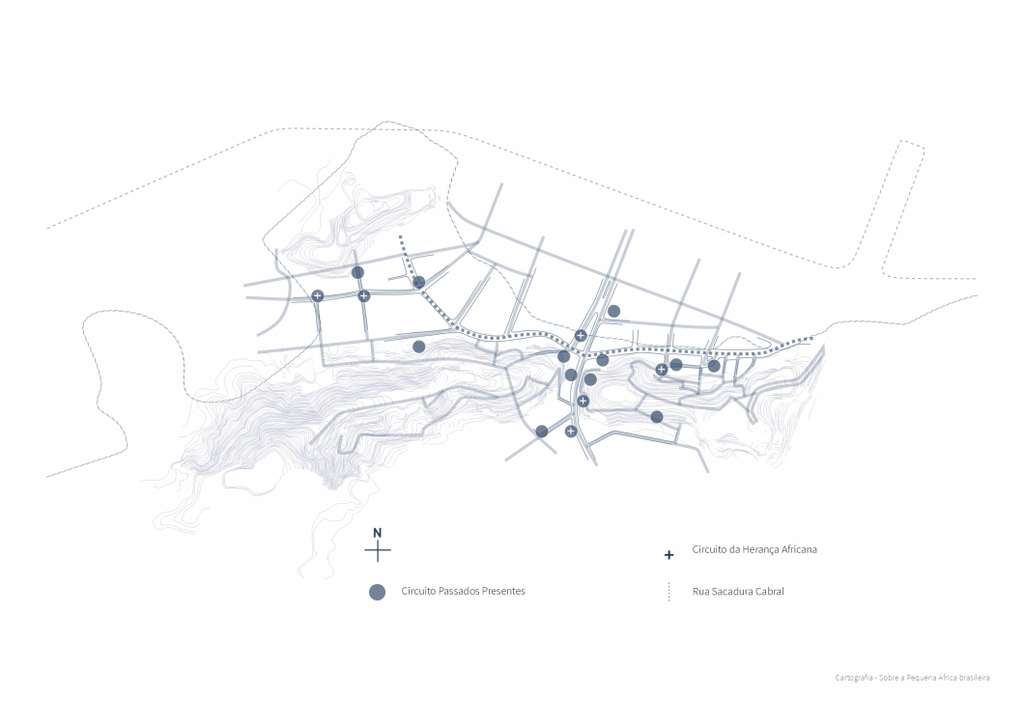 N
Circuito da Herança Africana
Circuito Passados Presentes
Rua Sacadura Cabral
Cartografia - Sobre a Pequena África brasileira